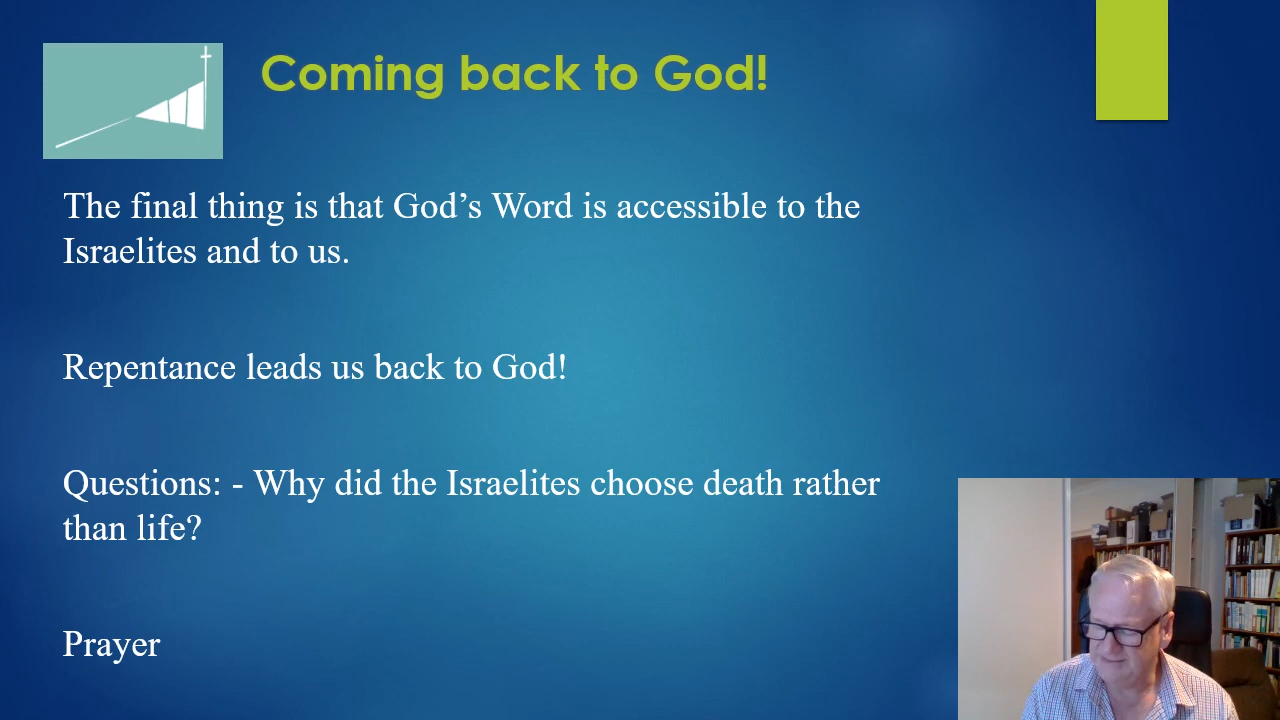 Coming back to God!
The final thing is that God’s Word is accessible to the
Israelites and to us.
Repentance leads us back to God!
Questions: - Why did the Israelites choose death rather
than life?
Prayer